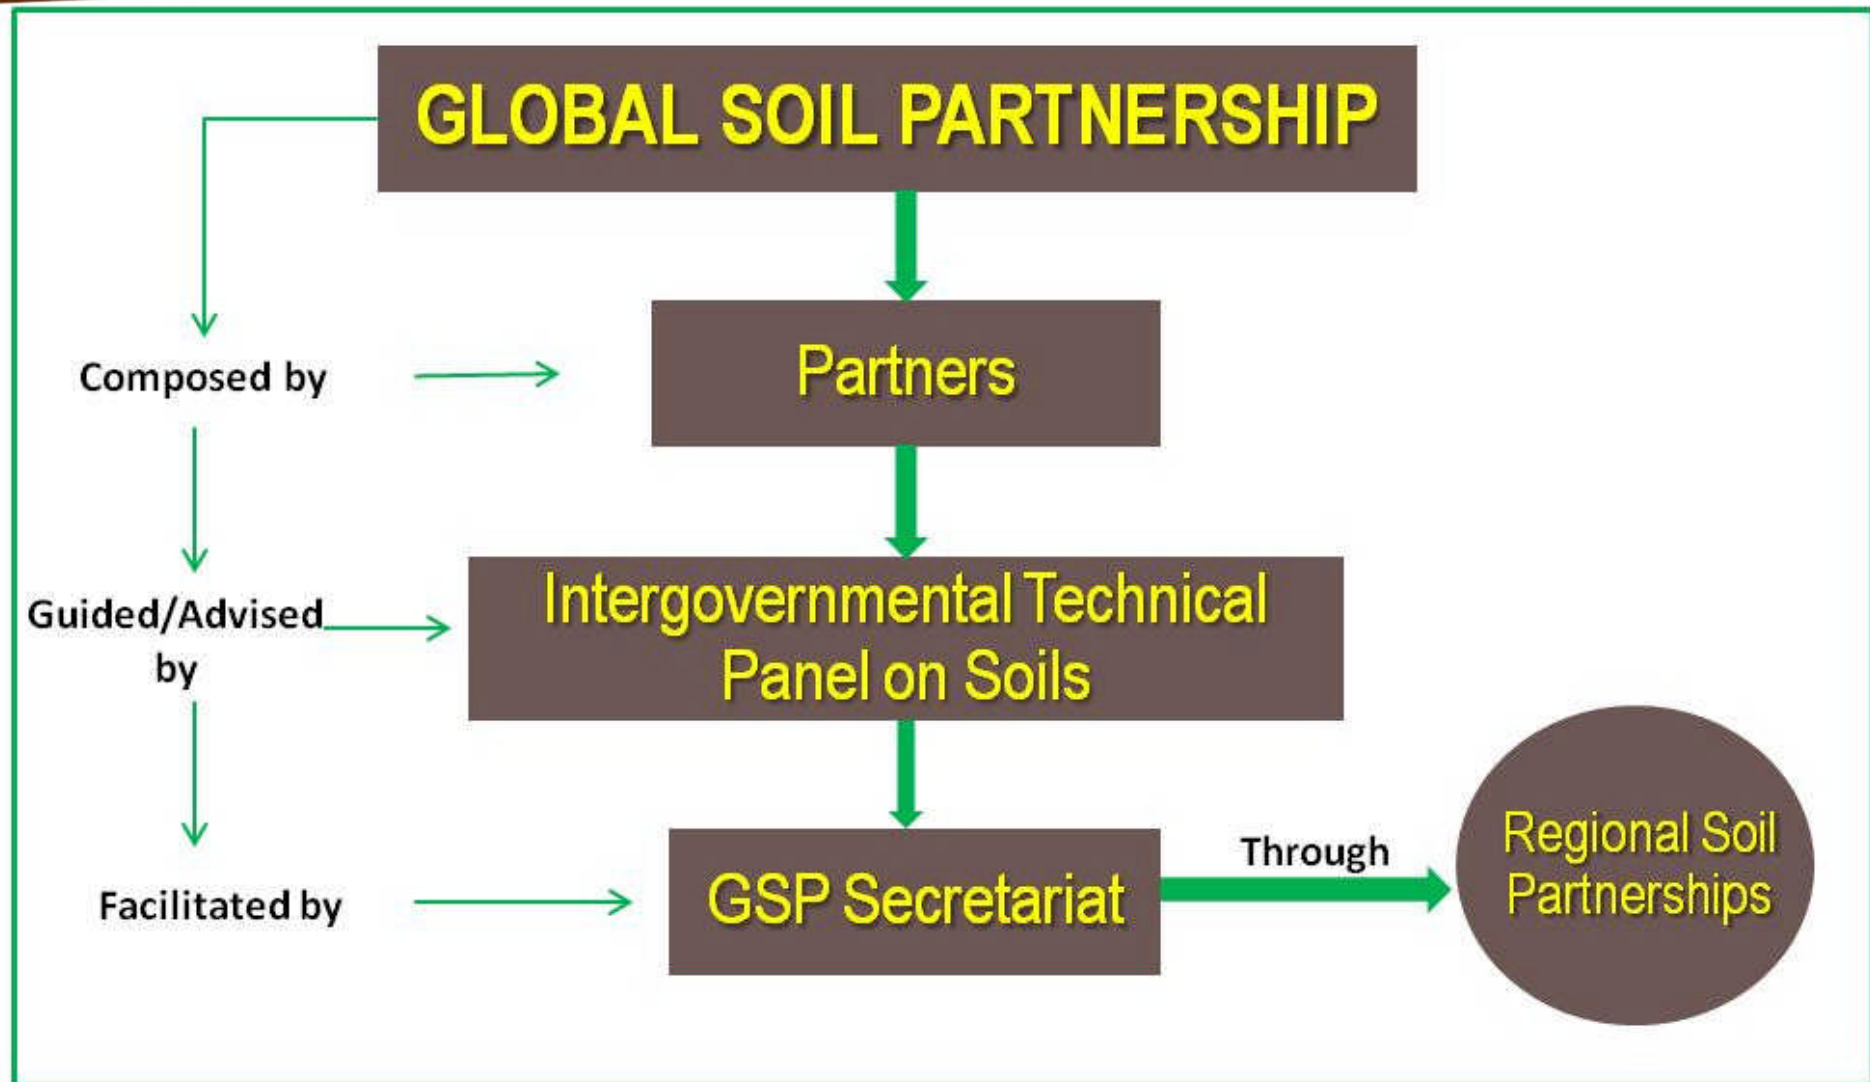 GLOBAL SOIL PARTNERSHIP
Composed by
Partners
Guided/Advised
by
Intergovernmental Technical
Panel on Soils
Facilitated by
GSP Secretariat
Through
Regional Soil
Partnerships